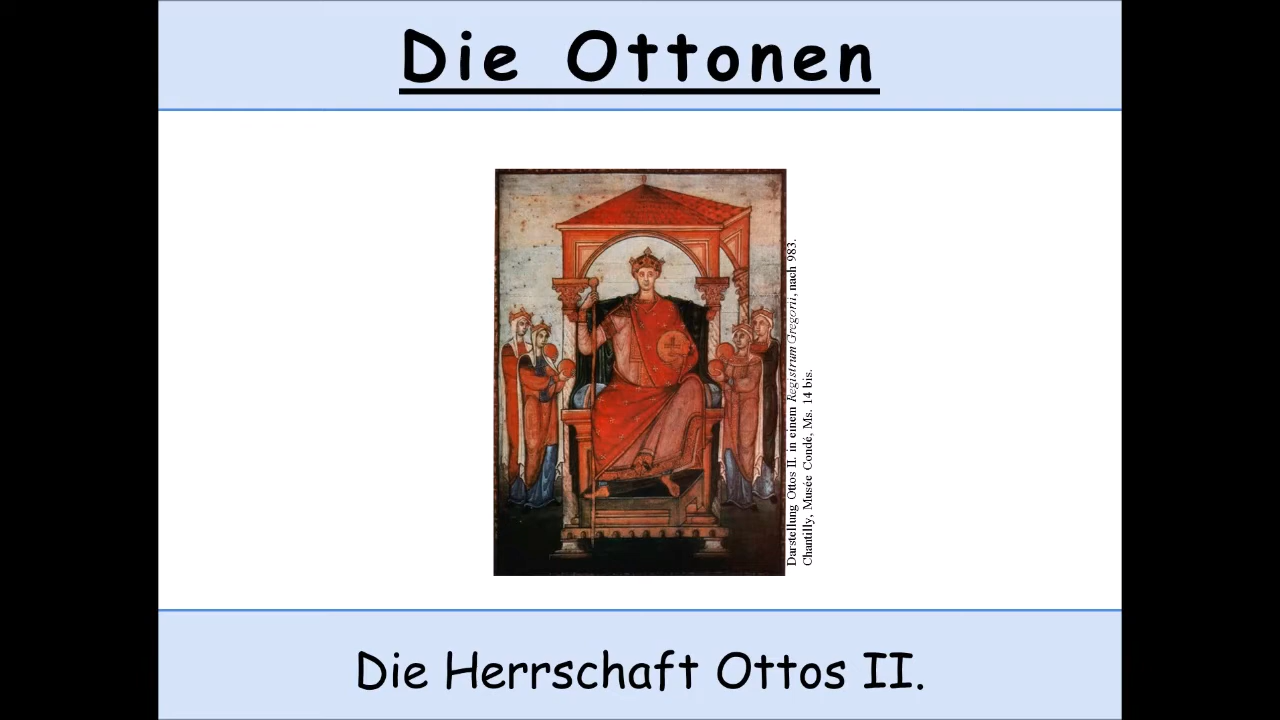 Die Ottonen
Darstellung Ottos II. in einem Registrum Gregorii, nach 983.
Chantilly, Musée Condé, Ms. 14 bis.
Die Herrschaft Ottos II.